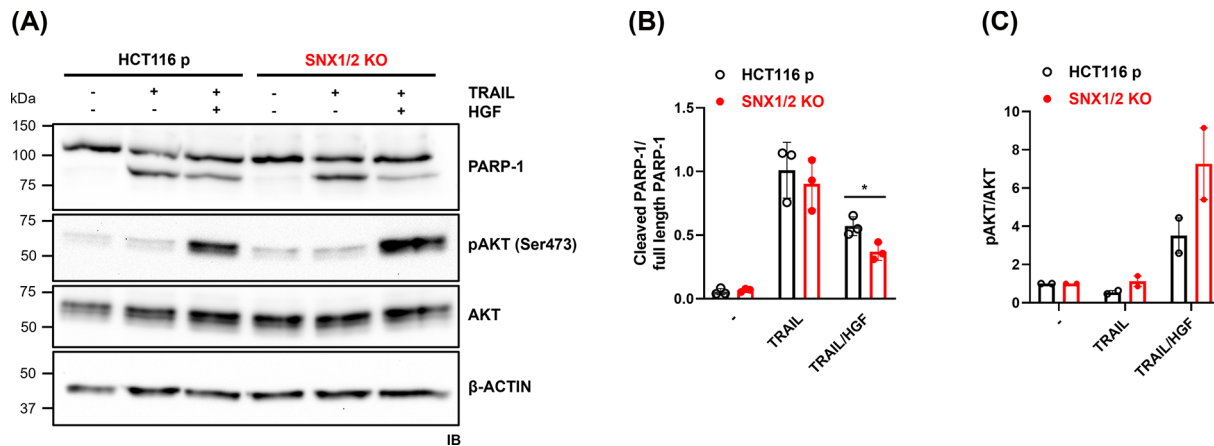 (A)
HCT116 p SNX1/2 KO
- + + - + + TRAIL
kDa - - + - - + HGF
150
100
75
PARP-1
75
50
pAKT (Ser473)
75
50
AKT
50
37
β-ACTIN
IB
(B)
HCT116 p
SNX1/2 KO
Cleaved PARP-1/
full length PARP-1
1.5
1.0
0.5
0.0
*
-
TRAIL
TRAIL/HGF
(C)
HCT116 p
SNX1/2 KO
pAKT/AKT
10
8
6
4
2
0
-
TRAIL
TRAIL/HGF